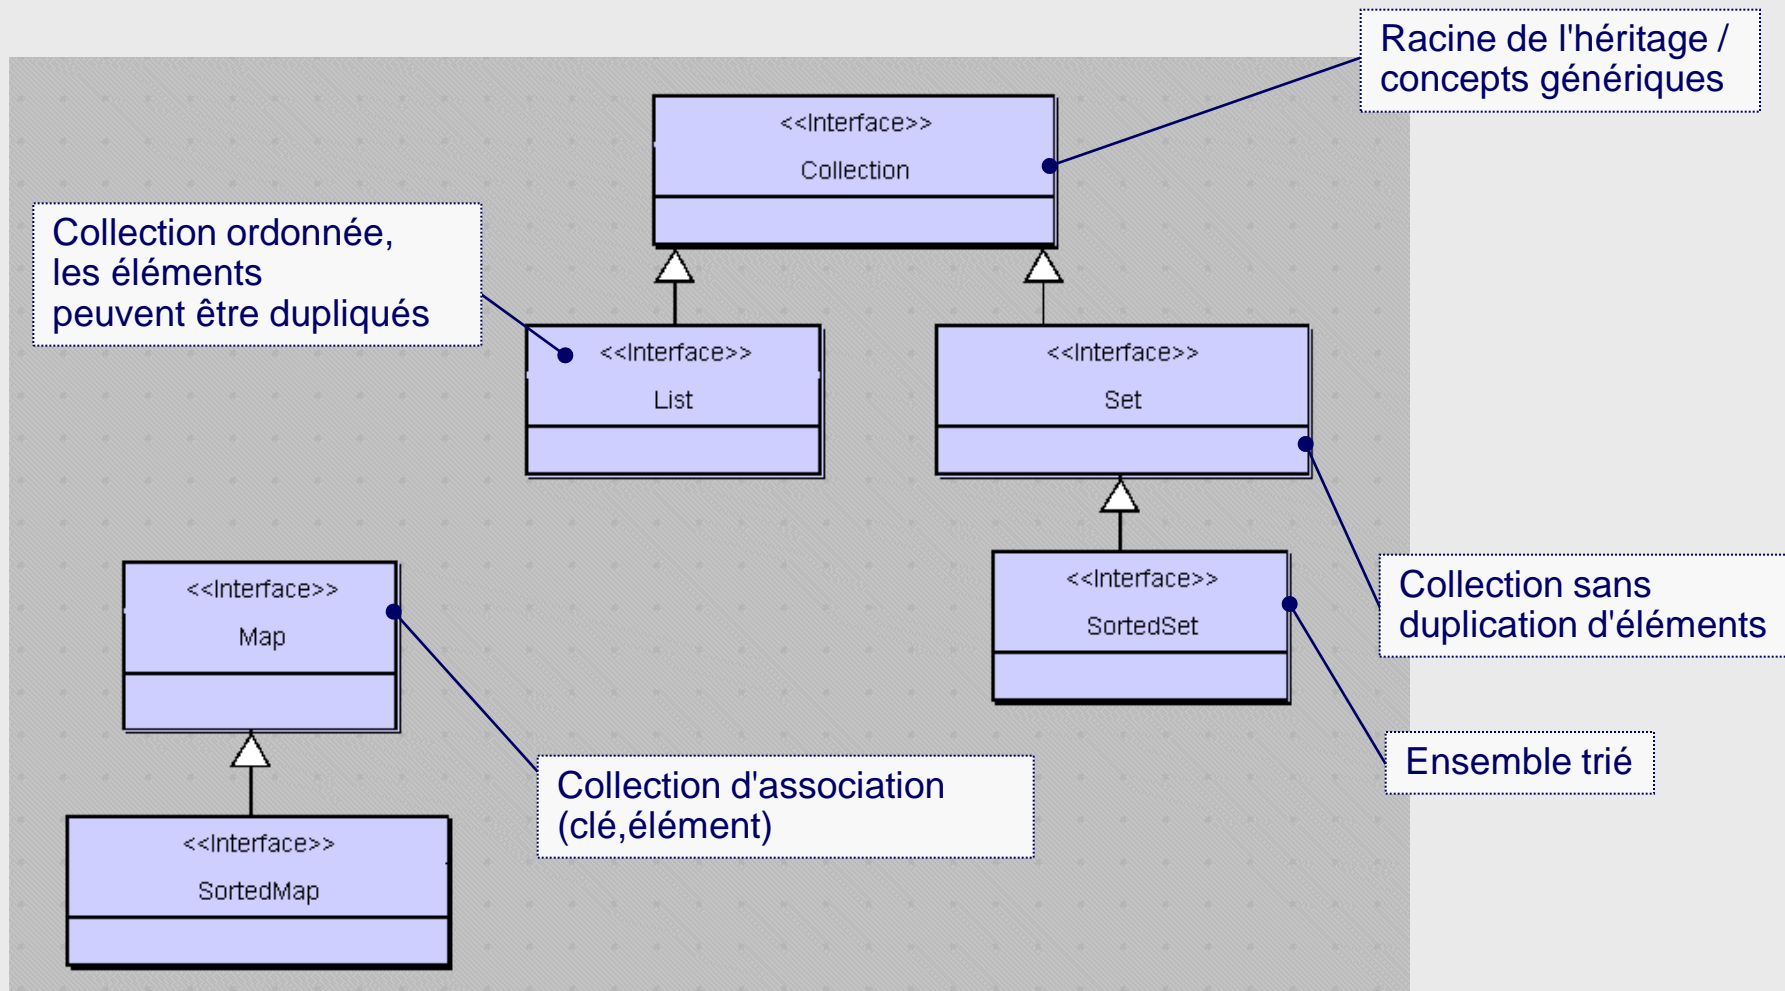 Racine de l'héritage /
concepts génériques
<<Interface>>
Collection
Collection ordonnée,
les éléments
peuvent être dupliqués
<<Interface>>
List
<<Interface>>
Set
<<Interface>>
Map
<<Interface>>
SortedSet
Collection sans
duplication d'éléments
Ensemble trié
Collection d'association
(clé,élément)
<<Interface>>
SortedMap